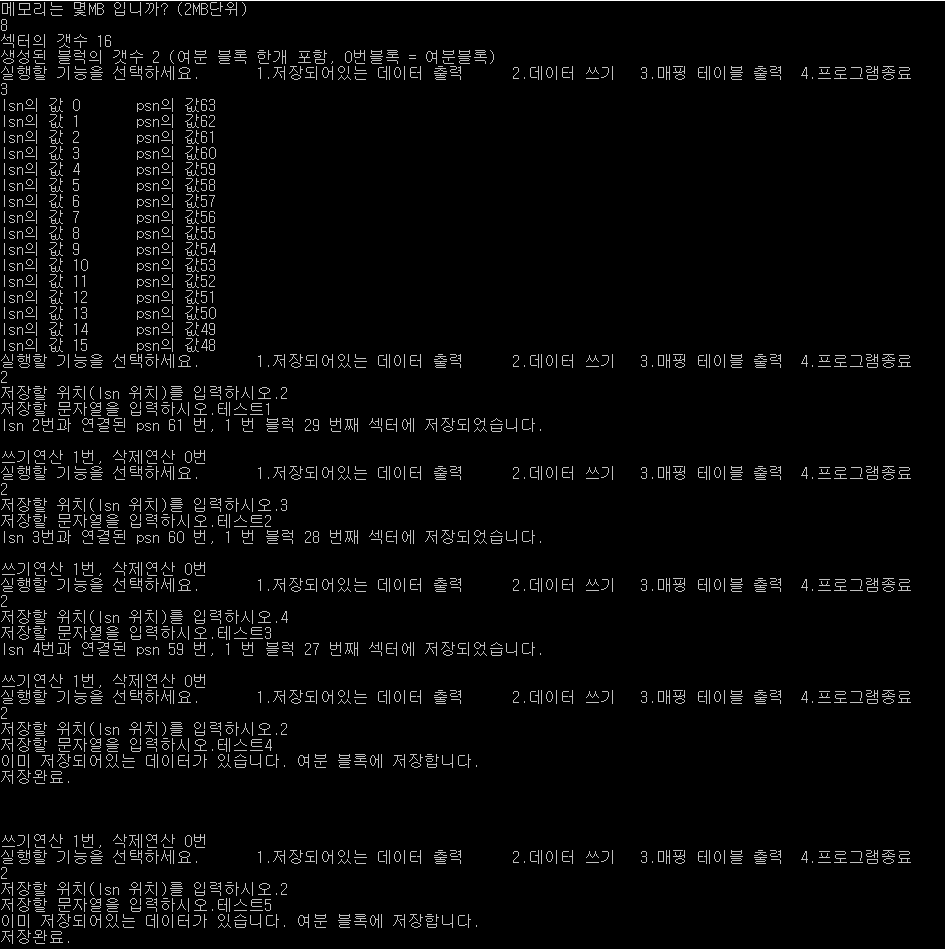 메모리는 몇MB 입니까? (2MB단위)
8
섹터의 갯수 16
생성된 블럭의 갯수 2 (여분 블록 한개 포함, 0번블록 = 여분블록)
실행할 기능을 선택하세요. 1.저장되어있는 데이터 출력 2.데이터 쓰기 3.매핑 테이블 출력 4.프로그램종료
3
lsn의 값 0 psn의 값63
lsn의 값 1 psn의 값62
lsn의 값 2 psn의 값61
lsn의 값 3 psn의 값60
lsn의 값 4 psn의 값59
lsn의 값 5 psn의 값58
lsn의 값 6 psn의 값57
lsn의 값 7 psn의 값56
lsn의 값 8 psn의 값55
lsn의 값 9 psn의 값54
lsn의 값 10 psn의 값53
lsn의 값 11 psn의 값52
lsn의 값 12 psn의 값51
lsn의 값 13 psn의 값50
lsn의 값 14 psn의 값49
lsn의 값 15 psn의 값48
실행할 기능을 선택하세요. 1.저장되어있는 데이터 출력 2.데이터 쓰기 3.매핑 테이블 출력 4.프로그램종료
2
저장할 위치(lsn 위치)를 입력하시오.2
저장할 문자열을 입력하시오.테스트1
lsn 2번과 연결된 psn 61 번, 1 번 블럭 29 번째 섹터에 저장되었습니다.
쓰기연산 1번, 삭제연산 0번
실행할 기능을 선택하세요. 1.저장되어있는 데이터 출력 2.데이터 쓰기 3.매핑 테이블 출력 4.프로그램종료
2
저장할 위치(lsn 위치)를 입력하시오.3
저장할 문자열을 입력하시오.테스트2
lsn 3번과 연결된 psn 60 번, 1 번 블럭 28 번째 섹터에 저장되었습니다.
쓰기연산 1번, 삭제연산 0번
실행할 기능을 선택하세요. 1.저장되어있는 데이터 출력 2.데이터 쓰기 3.매핑 테이블 출력 4.프로그램종료
2
저장할 위치(lsn 위치)를 입력하시오.4
저장할 문자열을 입력하시오.테스트3
lsn 4번과 연결된 psn 59 번, 1 번 블럭 27 번째 섹터에 저장되었습니다.
쓰기연산 1번, 삭제연산 0번
실행할 기능을 선택하세요. 1.저장되어있는 데이터 출력 2.데이터 쓰기 3.매핑 테이블 출력 4.프로그램종료
2
저장할 위치(lsn 위치)를 입력하시오.2
저장할 문자열을 입력하시오.테스트4
이미 저장되어있는 데이터가 있습니다. 여분 블록에 저장합니다.
저장완료.
쓰기연산 1번, 삭제연산 0번
실행할 기능을 선택하세요. 1.저장되어있는 데이터 출력 2.데이터 쓰기 3.매핑 테이블 출력 4.프로그램종료
2
저장할 위치(lsn 위치)를 입력하시오.2
저장할 문자열을 입력하시오.테스트5
이미 저장되어있는 데이터가 있습니다. 여분 블록에 저장합니다.
저장완료.